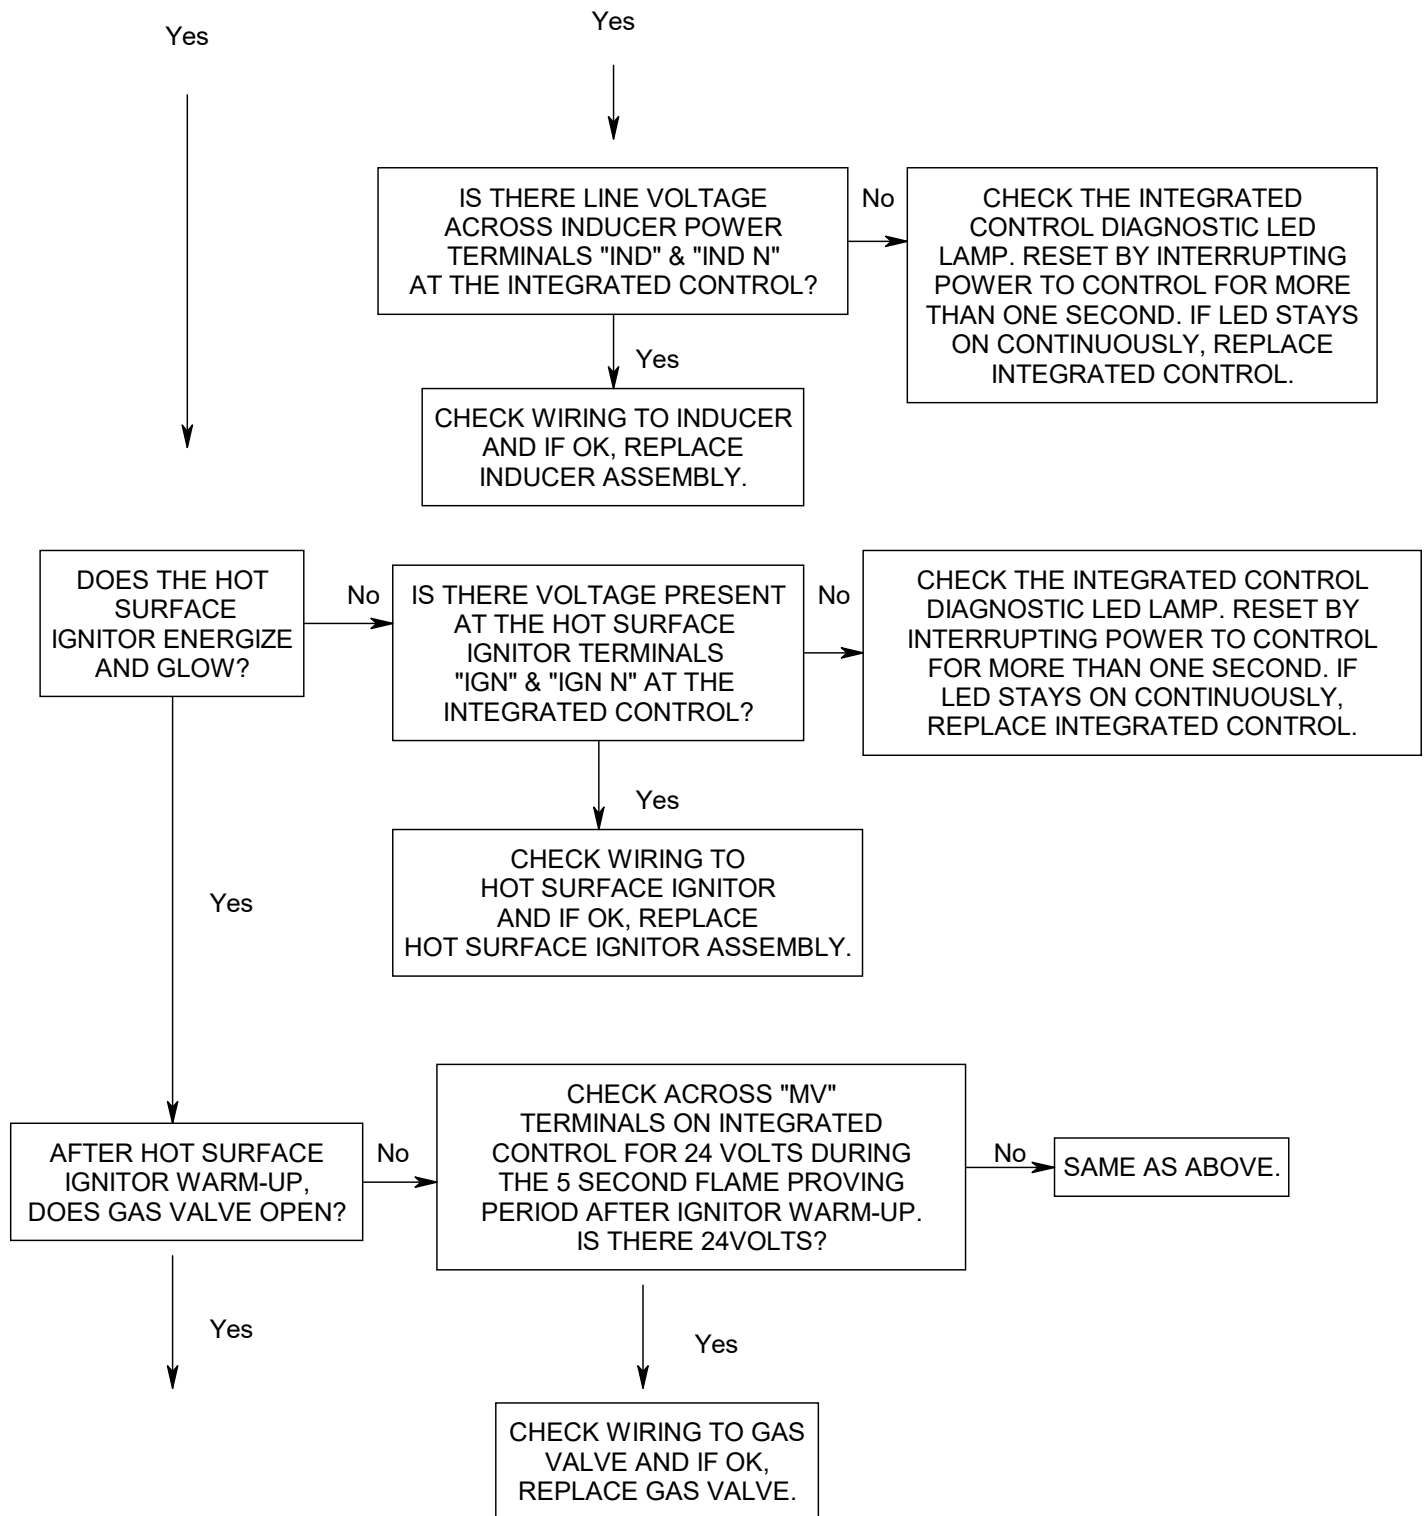 Yes
Yes
IS THERE LINE VOLTAGE
ACROSS INDUCER POWER
TERMINALS "IND" & "IND N"
AT THE INTEGRATED CONTROL?
No
CHECK THE INTEGRATED
CONTROL DIAGNOSTIC LED
LAMP. RESET BY INTERRUPTING
POWER TO CONTROL FOR MORE
THAN ONE SECOND. IF LED STAYS
ON CONTINUOUSLY, REPLACE
INTEGRATED CONTROL.
Yes
CHECK WIRING TO INDUCER
AND IF OK, REPLACE
INDUCER ASSEMBLY.
DOES THE HOT
SURFACE
IGNITOR ENERGIZE
AND GLOW?
No
IS THERE VOLTAGE PRESENT
AT THE HOT SURFACE
IGNITOR TERMINALS
"IGN" & "IGN N" AT THE
INTEGRATED CONTROL?
No
CHECK THE INTEGRATED CONTROL
DIAGNOSTIC LED LAMP. RESET BY
INTERRUPTING POWER TO CONTROL
FOR MORE THAN ONE SECOND. IF
LED STAYS ON CONTINUOUSLY,
REPLACE INTEGRATED CONTROL.
Yes
CHECK WIRING TO
HOT SURFACE IGNITOR
AND IF OK, REPLACE
HOT SURFACE IGNITOR ASSEMBLY.
Yes
AFTER HOT SURFACE
IGNITOR WARM-UP,
DOES GAS VALVE OPEN?
No
CHECK ACROSS "MV"
TERMINALS ON INTEGRATED
CONTROL FOR 24 VOLTS DURING
THE 5 SECOND FLAME PROVING
PERIOD AFTER IGNITOR WARM-UP.
IS THERE 24VOLTS?
No
SAME AS ABOVE.
Yes
Yes
CHECK WIRING TO GAS
VALVE AND IF OK,
REPLACE GAS VALVE.